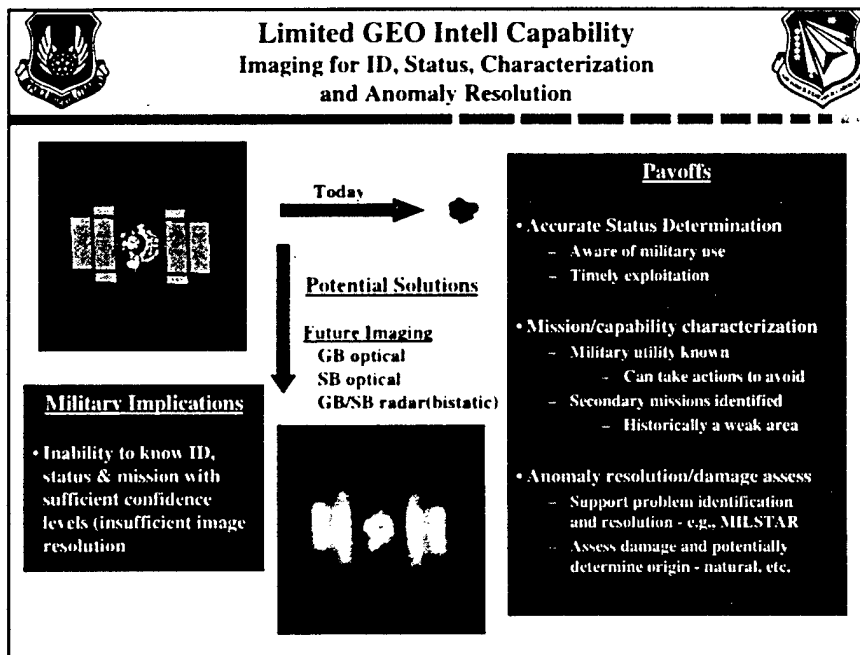 Limited GEO Intell Capability
Imaging for ID, Status, Characterization
and Anomaly Resolution
Today
Potential Solutions
Future Imaging
GB optical
SB optical
GB/SB radar(bistatic)
Military Implications
• Inability to know ID,
status & mission with
sufficient confidence
levels (insufficient image
resolution
Payoffs
• Accurate Status Determination
– Aware of military use
– Timely exploitation
• Mission/capability characterization
– Military utility known
– Can take actions to avoid
– Secondary missions identified
– Historically a weak area
• Anomaly resolution/damage assess
– Support problem identification
and resolution - e.g., MILSTAR
– Assess damage and potentially
determine origin - natural, etc.